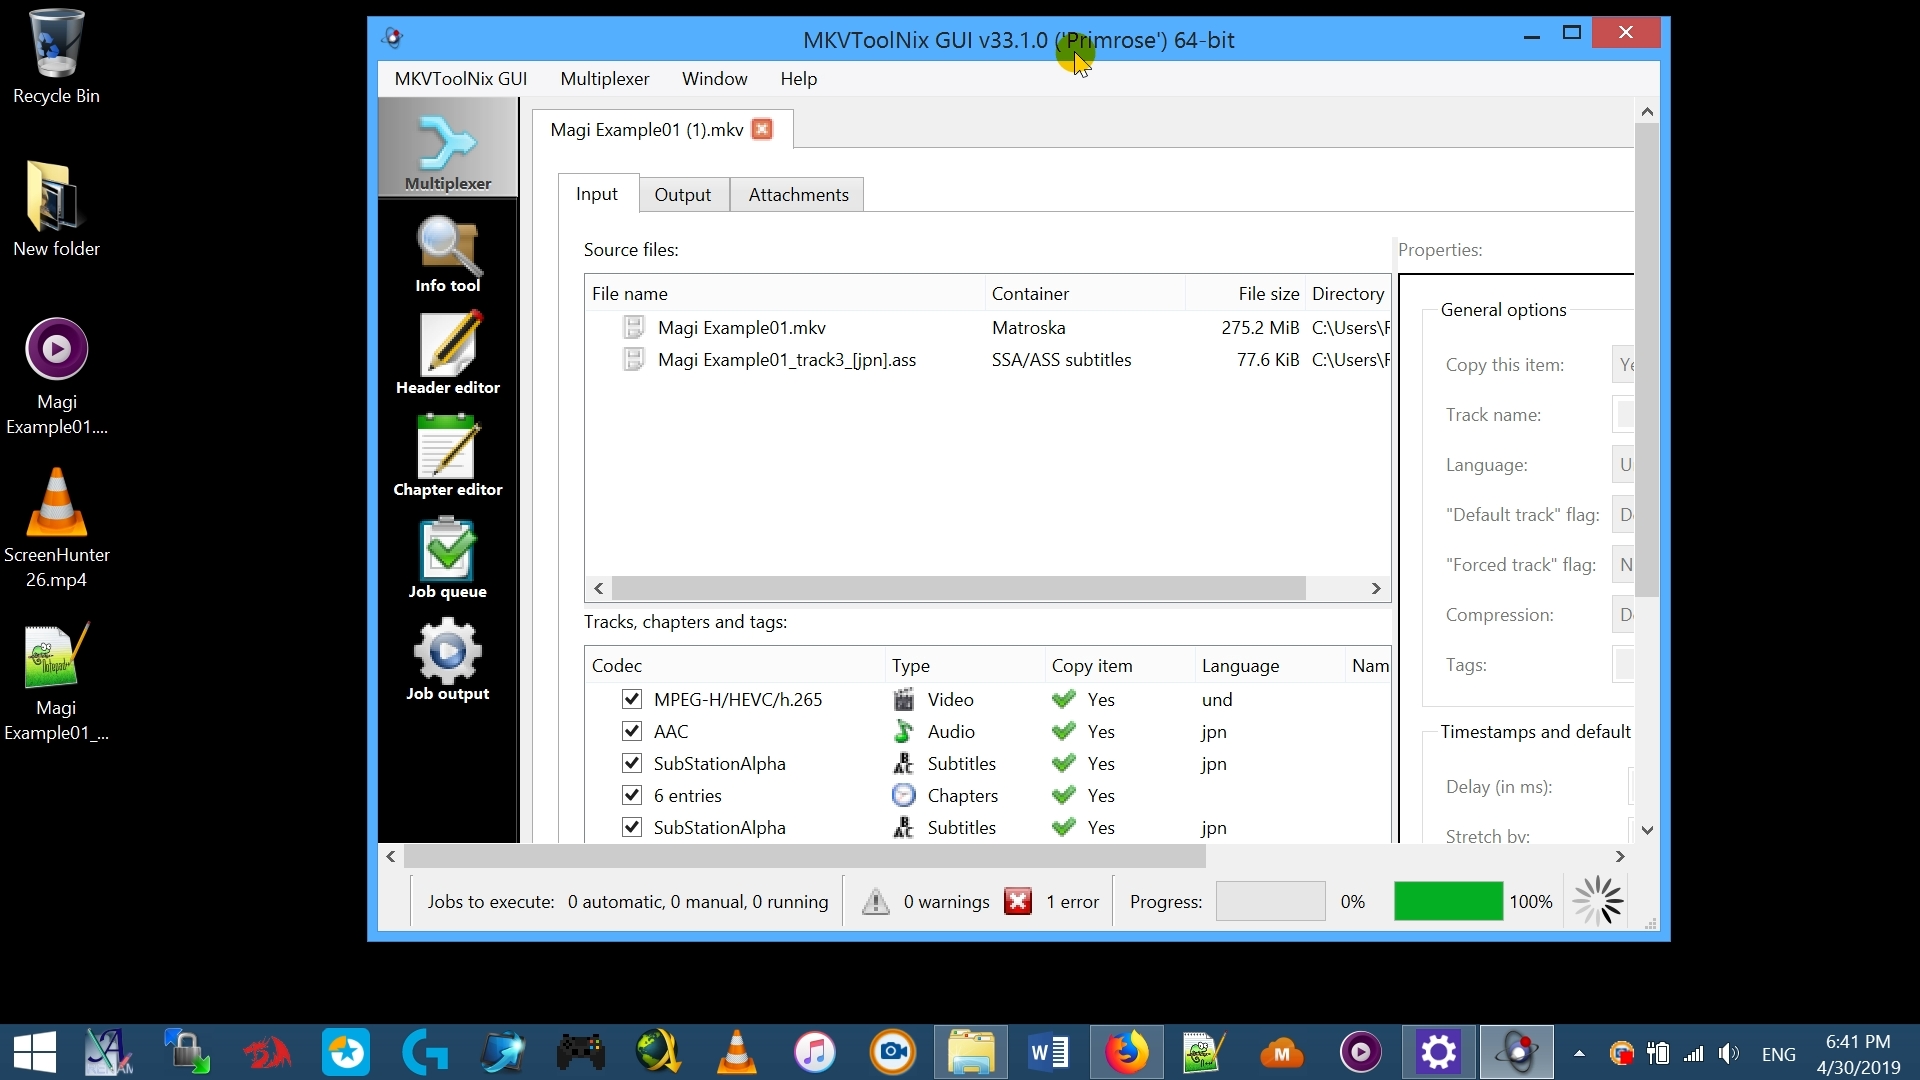 Recycle Bin
New folder
Magi
Example01....
ScreenHunter
26.mp4
Magi
Example01_...
MKVToolNix GUI v33.1.0 ('Primrose') 64-bit
MKVToolNix GUI Multiplexer Window Help
Multiplexer
Info tool
Header editor
Chapter editor
Job queue
Job output
Magi Example01 (1).mkv
Input Output Attachments
Source files:
File name Container File size Directory
Magi Example01.mkv Matroska 275.2 MiB C:\Users\F
Magi Example01_track3_[jpn].ass SSA/ASS subtitles 77.6 KiB C:\Users\F
Tracks, chapters and tags:
Codec Type Copy item Language Nam
MPEG-H/HEVC/h.265 Video Yes und
AAC Audio Yes jpn
SubStationAlpha Subtitles Yes jpn
6 entries Chapters Yes
SubStationAlpha Subtitles Yes jpn
Properties:
General options
Copy this item: Ye
Track name:
Language: U
"Default track" flag: D
"Forced track" flag: N
Compression: D
Tags:
Timestamps and default
Delay (in ms):
Stretch by:
Jobs to execute: 0 automatic, 0 manual, 0 running 0 warnings 1 error Progress: 0% 100%
ENG
6:41 PM
4/30/2019